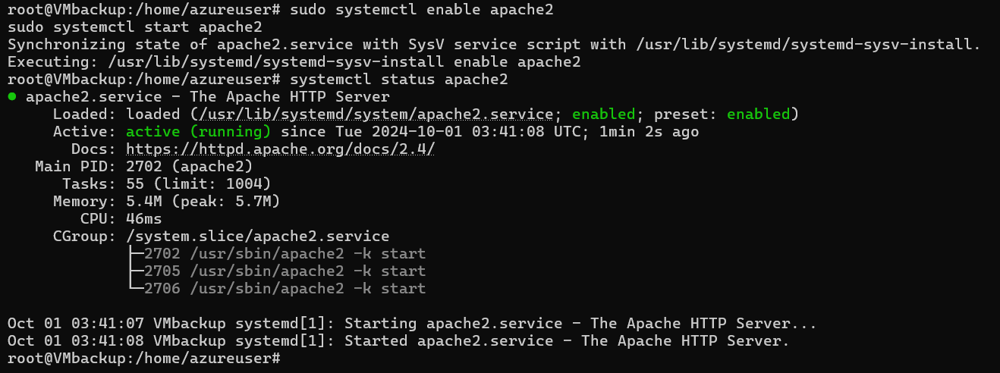 root@VMbackup:/home/azureuser# sudo systemctl enable apache2
sudo systemctl start apache2
Synchronizing state of apache2.service with SysV service script with /usr/lib/systemd/systemd-sysv-install.
Executing: /usr/lib/systemd/systemd-sysv-install enable apache2
root@VMbackup:/home/azureuser# systemctl status apache2
● apache2.service - The Apache HTTP Server
     Loaded: loaded (/usr/lib/systemd/system/apache2.service; enabled; preset: enabled)
     Active: active (running) since Tue 2024-10-01 03:41:08 UTC; 1min 2s ago
       Docs: https://httpd.apache.org/docs/2.4/
   Main PID: 2702 (apache2)
      Tasks: 55 (limit: 1004)
     Memory: 5.4M (peak: 5.7M)
        CPU: 46ms
     CGroup: /system.slice/apache2.service
             ├─2702 /usr/sbin/apache2 -k start
             ├─2705 /usr/sbin/apache2 -k start
             └─2706 /usr/sbin/apache2 -k start
Oct 01 03:41:07 VMbackup systemd[1]: Starting apache2.service - The Apache HTTP Server...
Oct 01 03:41:08 VMbackup systemd[1]: Started apache2.service - The Apache HTTP Server.
root@VMbackup:/home/azureuser#